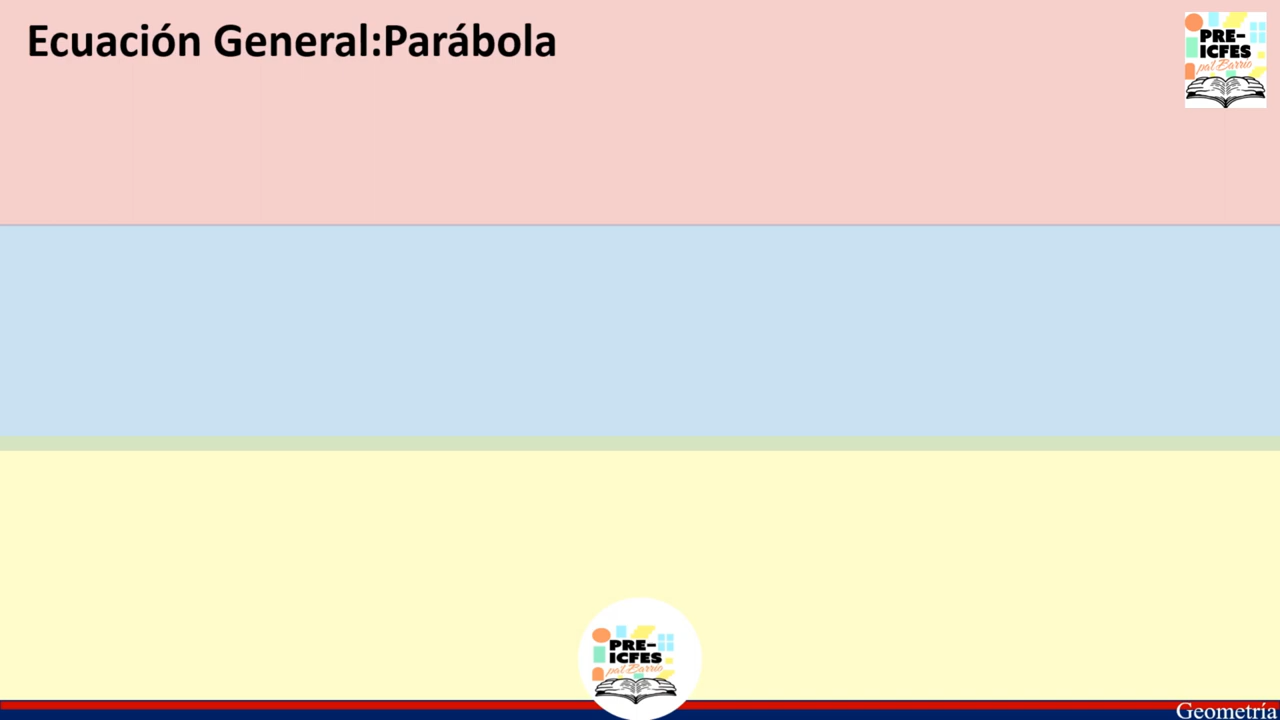 Ecuación General:Parábola
PRE-
ICFES
pa'l Barrio
PRE-
ICFES
pa'l Barrio
Geometría